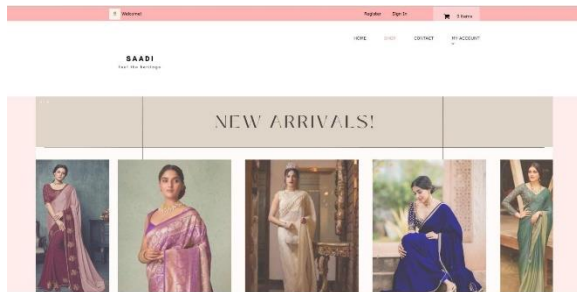 Welcome!
Register Sign In 0 items
HOME SHOP CONTACT MY ACCOUNT
SAADI
feel the heritage
NEW ARRIVALS!